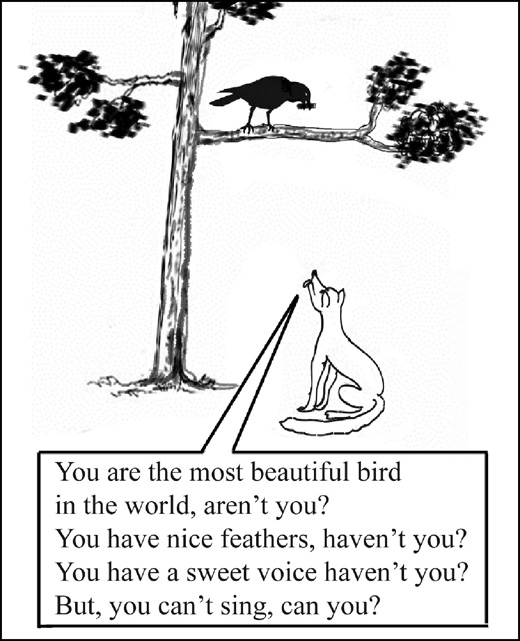 You are the most beautiful bird
in the world, aren’t you?
You have nice feathers, haven’t you?
You have a sweet voice haven’t you?
But, you can’t sing, can you?